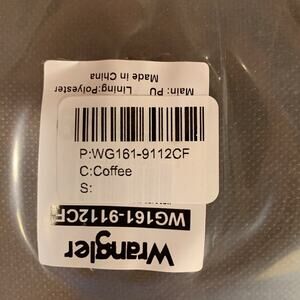 P:WG161-9112CF
C:Coffee
S:
Wrangler
WG161-9112CF
Main: PU
Lining:Polyester
Made in China